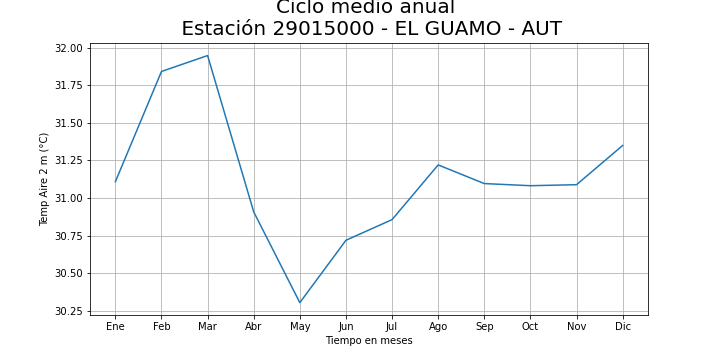 Ciclo medio anual
Estación 29015000 - EL GUAMO - AUT
32.00
31.75
31.50
31.25
31.00
30.75
30.50
30.25
Temp Aire 2 m (°C)
Ene Feb Mar Abr May Jun Jul Ago Sep Oct Nov Dic
Tiempo en meses